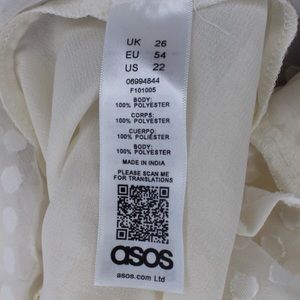 UK 26
EU 54
US 22
06994844
F101005
BODY:
100% POLYESTER
CORPS:
100% POLYESTER
CUERPO:
100% POLIÉSTER
BODY:
100% POLYESTER
MADE IN INDIA
PLEASE SCAN ME
FOR TRANSLATIONS
asos
asos.com Ltd